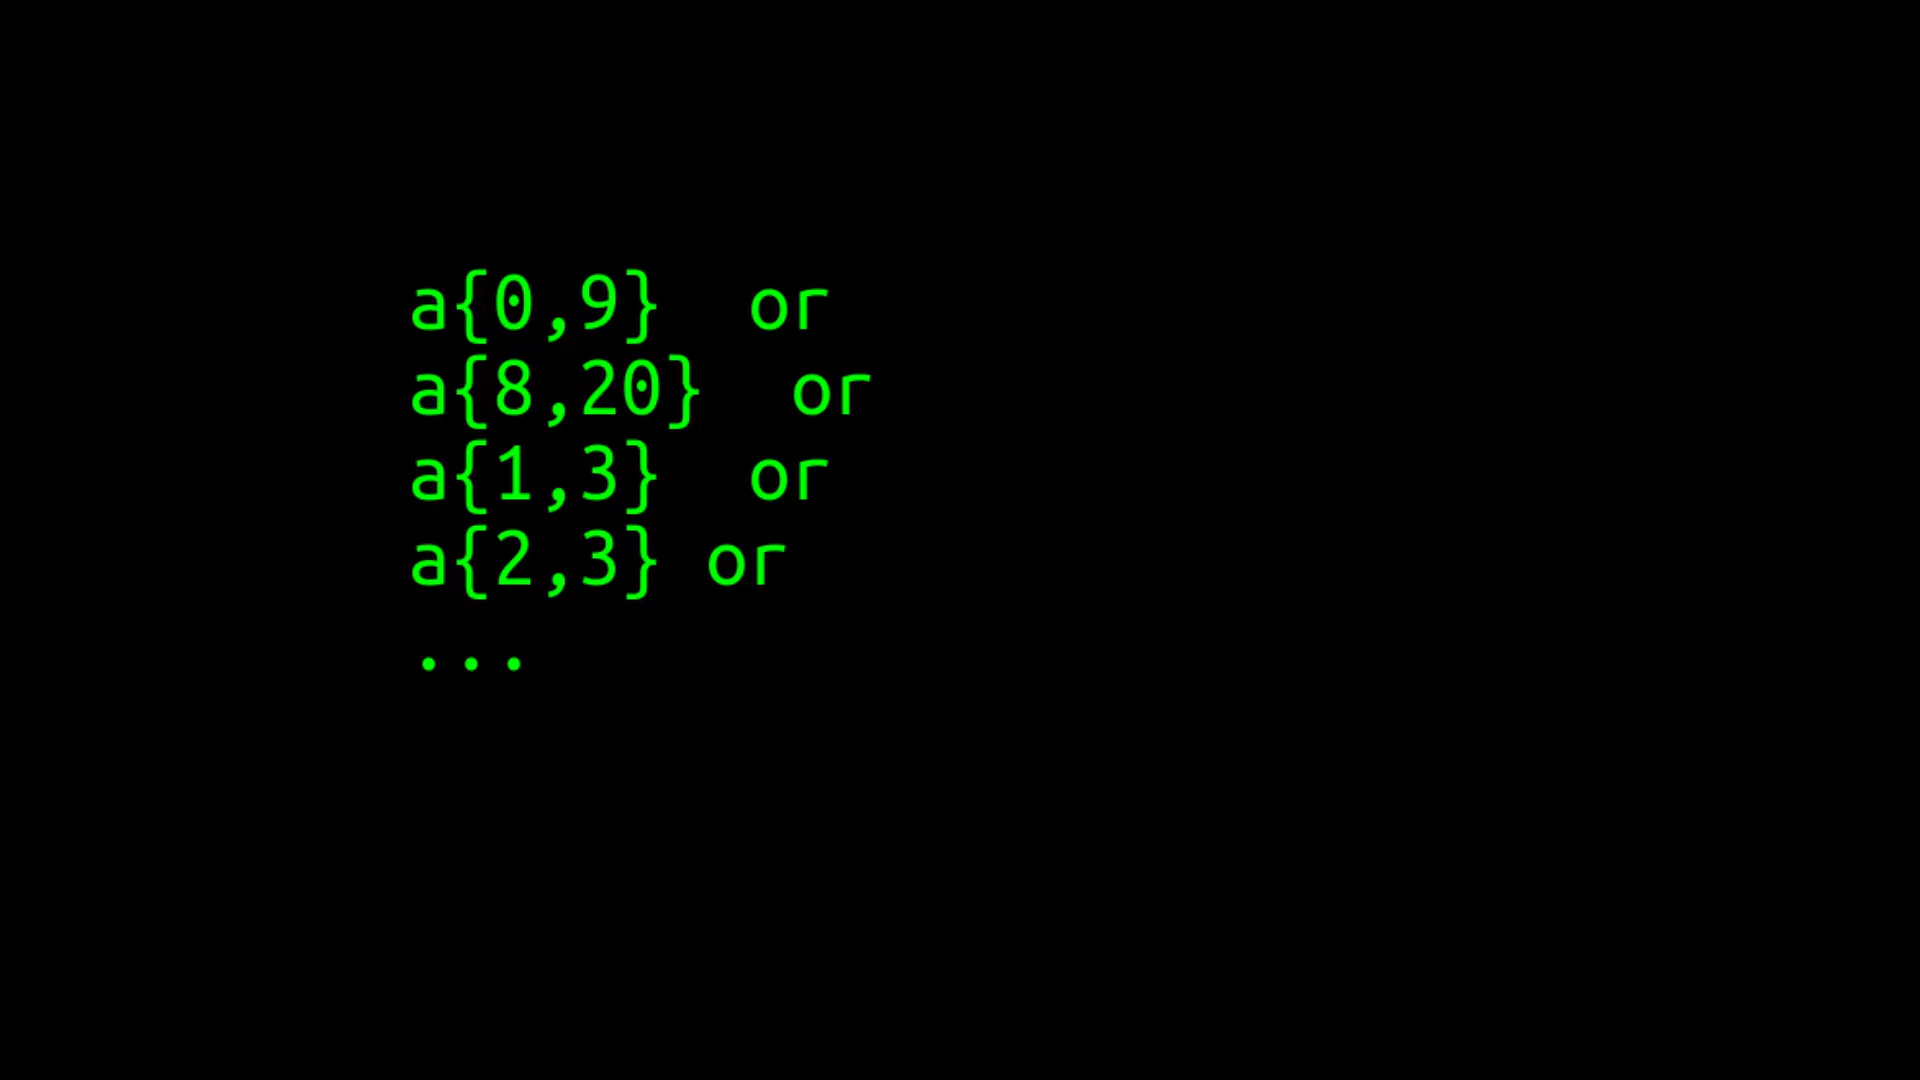 a{0,9}  or
a{8,20}  or
a{1,3}  or
a{2,3} or
...